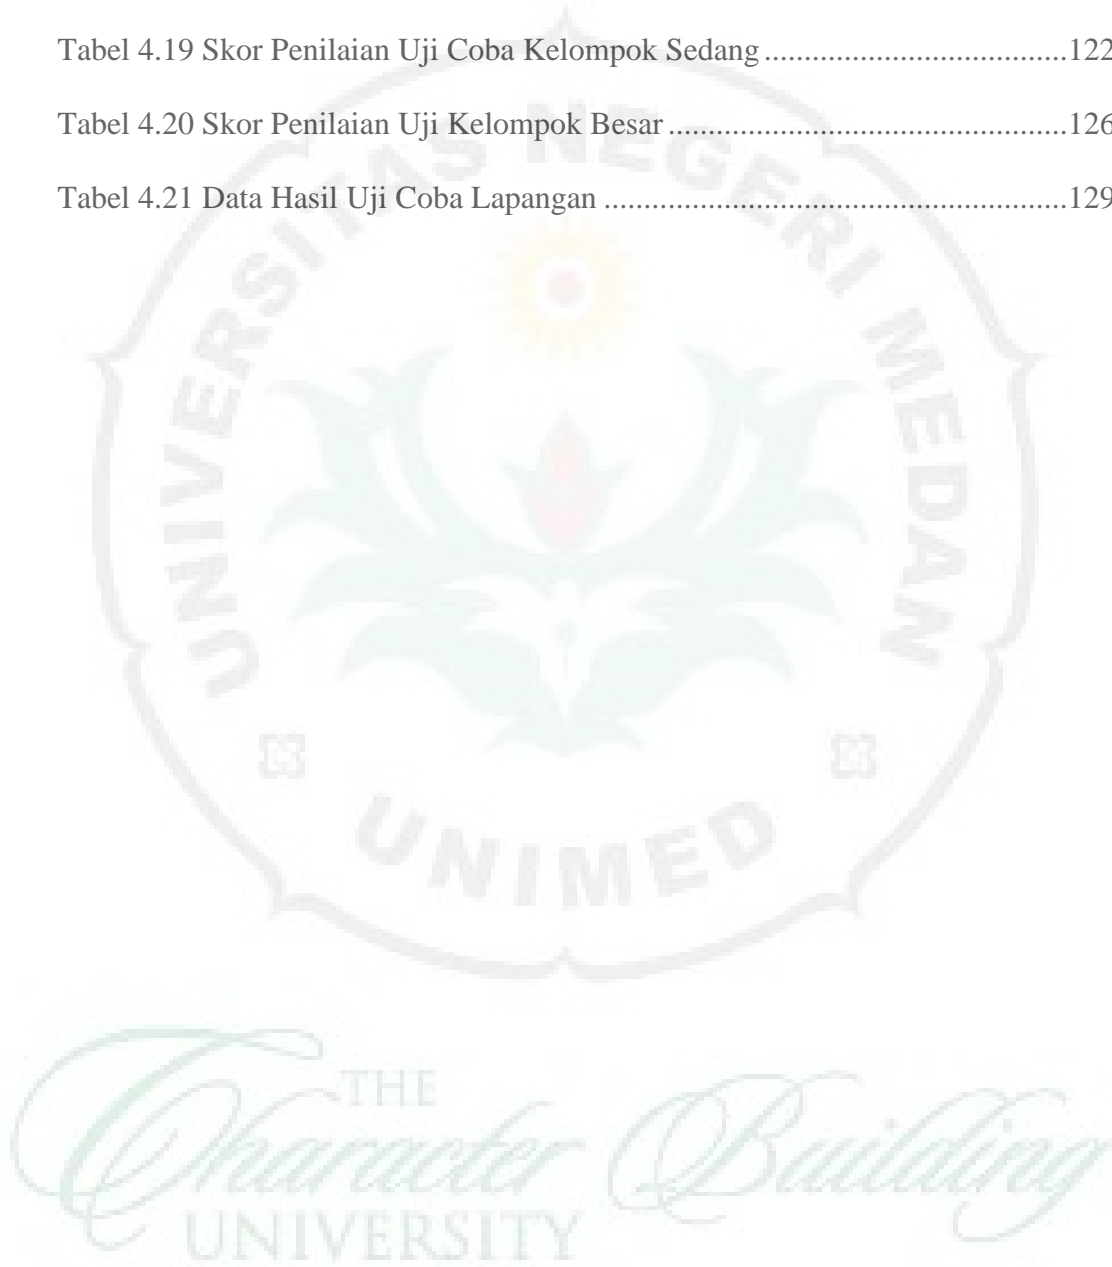 Tabel 4.19 Skor Penilaian Uji Coba Kelompok Sedang ......................................122
Tabel 4.20 Skor Penilaian Uji Kelompok Besar ..................................................126
Tabel 4.21 Data Hasil Uji Coba Lapangan ..........................................................129
UNIVERSITAS NEGERI MEDAN
UNIMED
THE
Character Building
UNIVERSITY